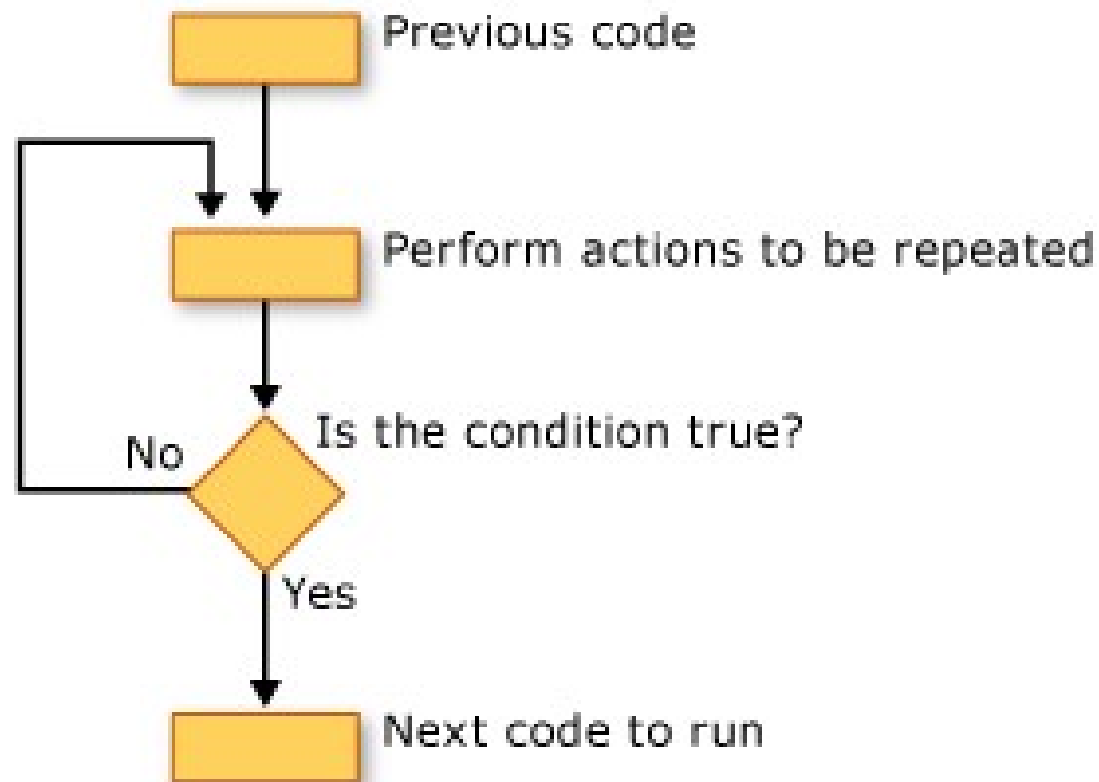 Previous code
Perform actions to be repeated
Is the condition true?
No
Yes
Next code to run